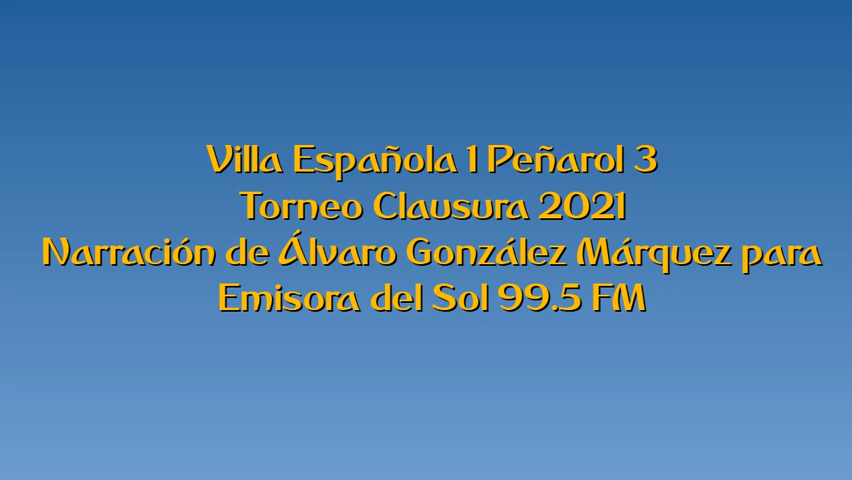 Villa Española 1 Peñarol 3
Torneo Clausura 2021
Narración de Álvaro González Márquez para
Emisora del Sol 99.5 FM